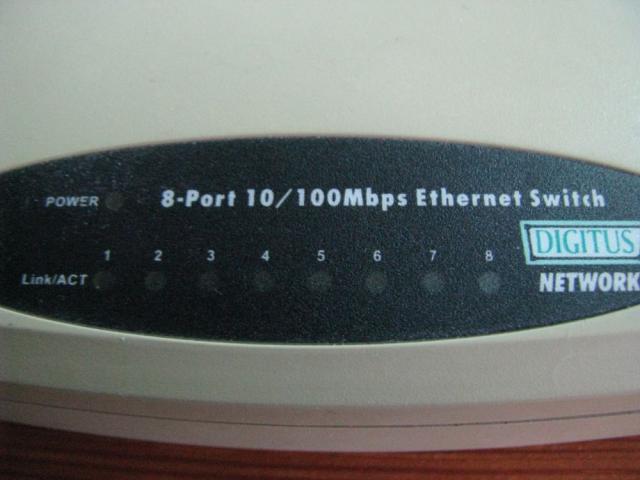 POWER 8-Port 10/100Mbps Ethernet Switch
DIGITUS
1 2 3 4 5 6 7 8
Link/ACT NETWORK